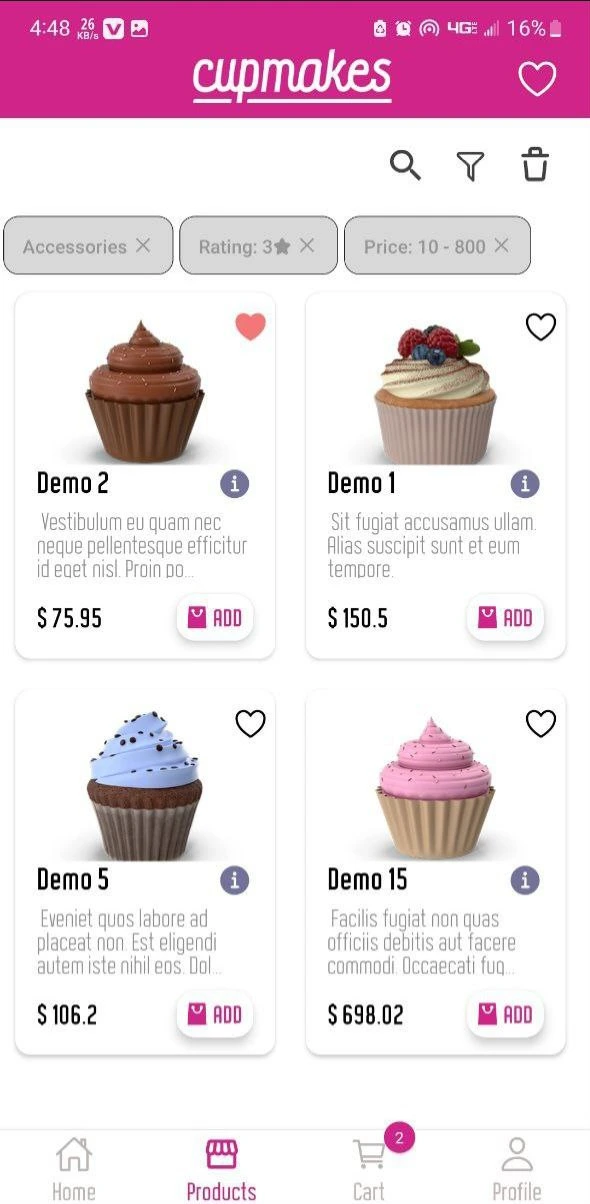 4:48 26 KB/s V 4GE 16%
cupmakes
Accessories × Rating: 3★ × Price: 10 - 800 ×
Demo 2
Vestibulum eu quam nec
neque pellentesque efficitur
id eget nisl. Proin po...
$ 75.95 ADD
Demo 1
Sit fugiat accusamus ullam.
Alias suscipit sunt et eum
tempore.
$ 150.5 ADD
Demo 5
Eveniet quos labore ad
placeat non. Est eligendi
autem iste nihil eos. Dol...
$ 106.2 ADD
Demo 15
Facilis fugiat non quas
officiis debitis aut facere
commodi. Occaecati fug...
$ 698.02 ADD
2
Home Products Cart Profile